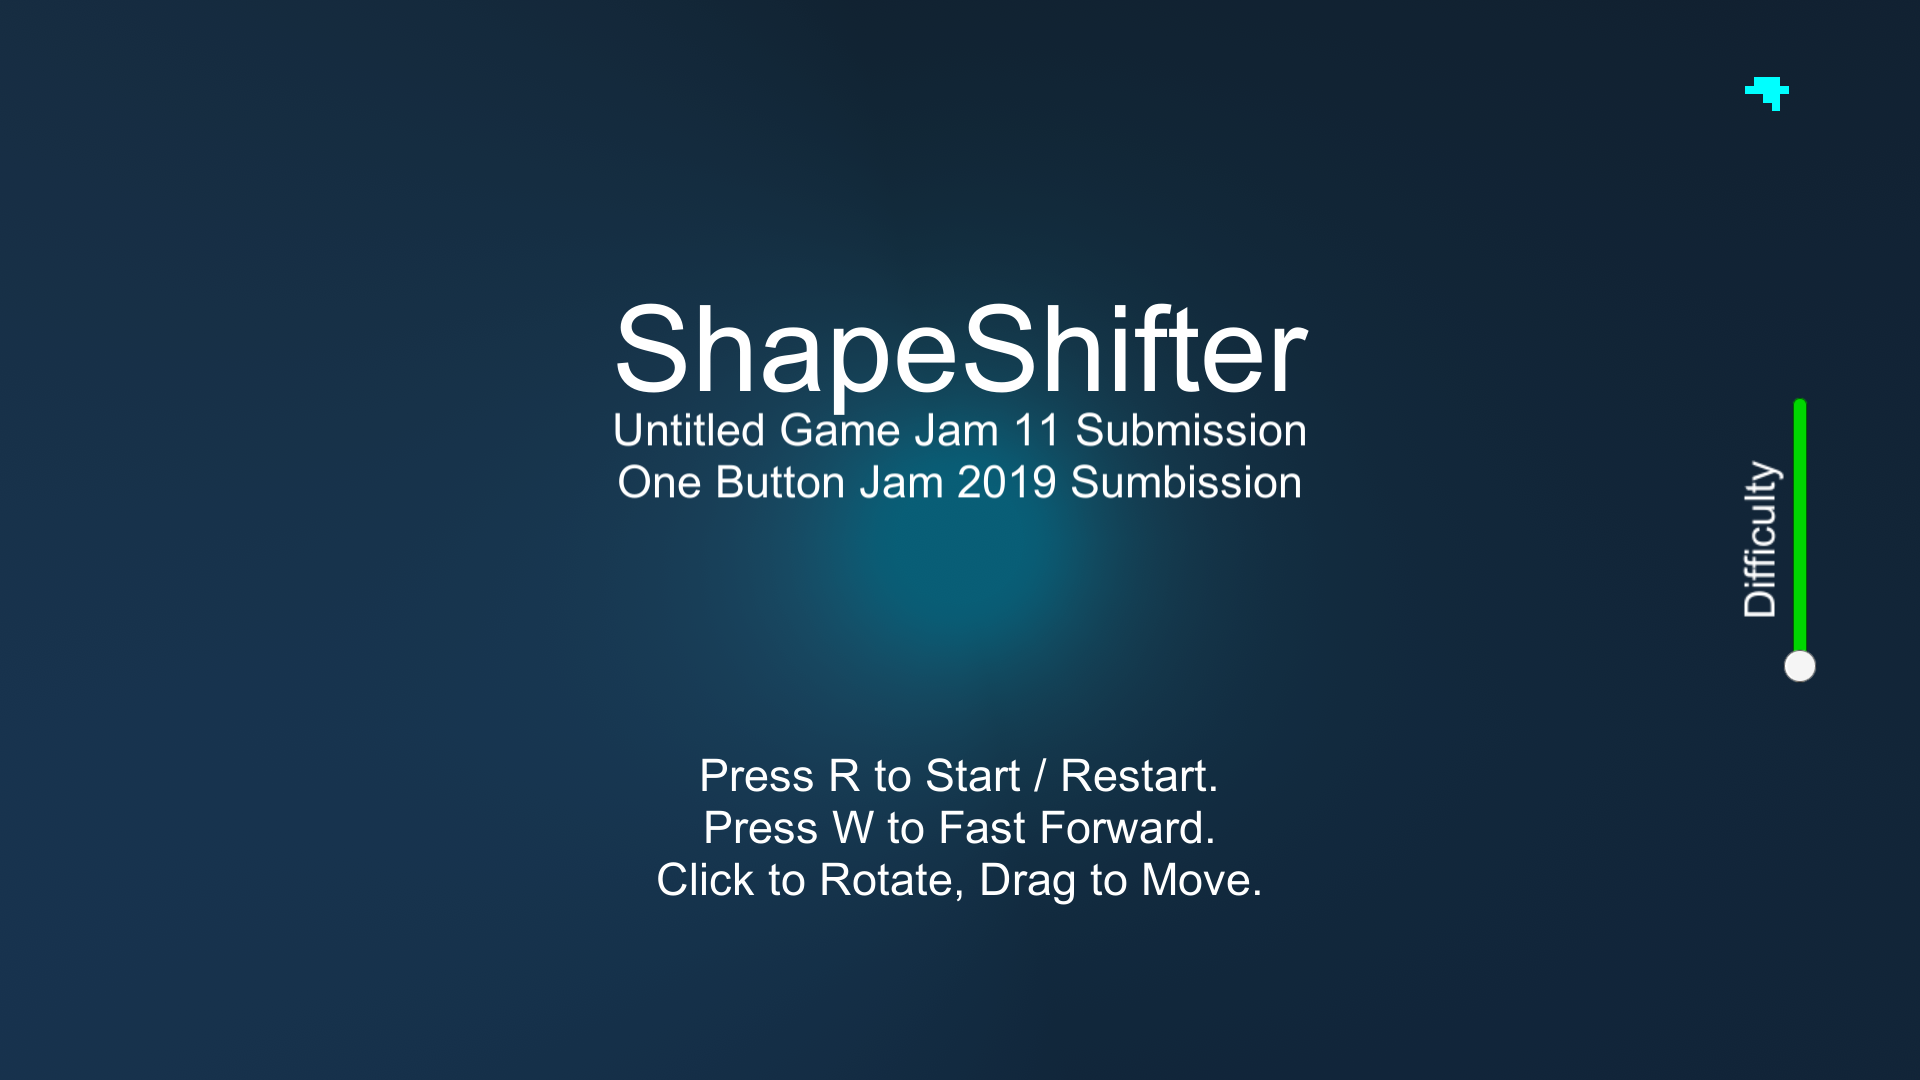 ShapeShifter
Untitled Game Jam 11 Submission
One Button Jam 2019 Sumbission
Difficulty
Press R to Start / Restart.
Press W to Fast Forward.
Click to Rotate, Drag to Move.